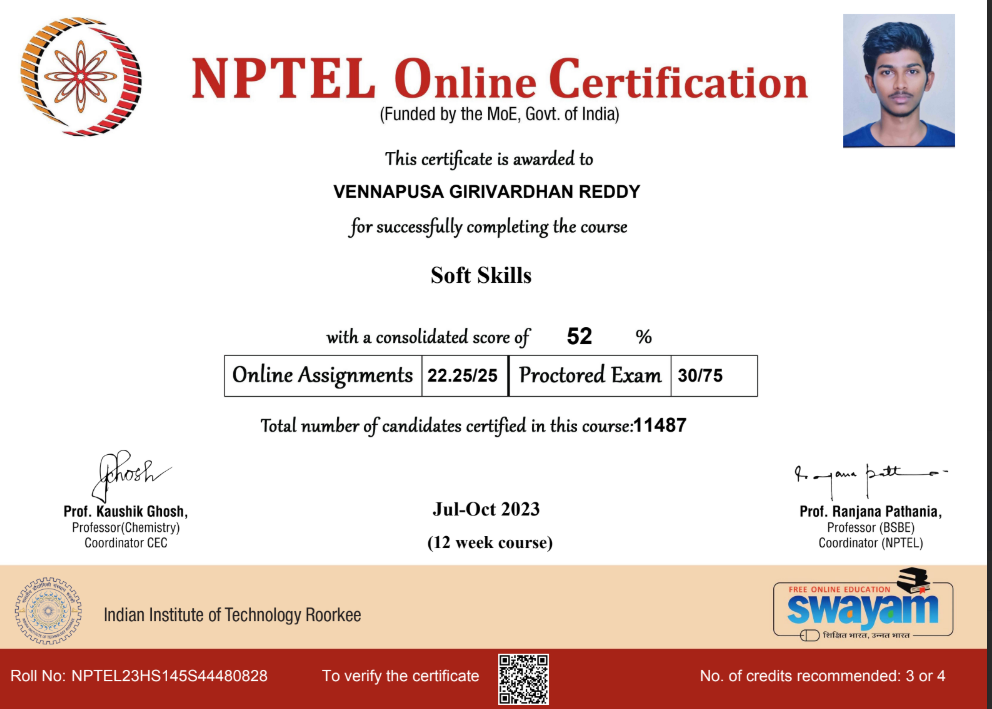 NPTEL Online Certification
(Funded by the MoE, Govt. of India)
This certificate is awarded to
VENNAPUSA GIRIVARDHAN REDDY
for successfully completing the course
Soft Skills
with a consolidated score of 52 %
Online Assignments 22.25/25 Proctored Exam 30/75
Total number of candidates certified in this course:11487
Prof. Kaushik Ghosh,
Professor(Chemistry)
Coordinator CEC
Jul-Oct 2023
(12 week course)
Prof. Ranjana Pathania,
Professor (BSBE)
Coordinator (NPTEL)
Indian Institute of Technology Roorkee
FREE ONLINE EDUCATION
swayam
शिक्षित भारत, उन्नत भारत
Roll No: NPTEL23HS145S44480828
To verify the certificate
No. of credits recommended: 3 or 4